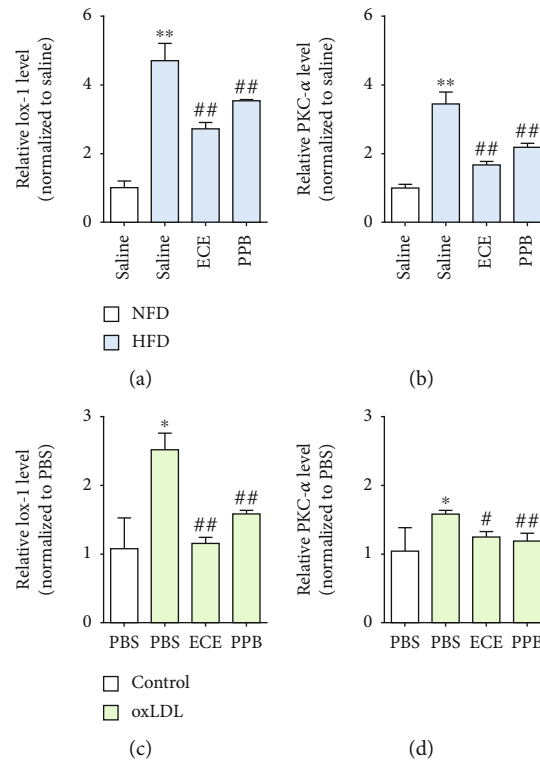 Relative lox-1 level
(normalized to saline)
6
4
2
0
**
##
##
Saline
Saline
ECE
PPB
NFD
HFD
(a)
Relative PKC-α level
(normalized to saline)
6
4
2
0
**
##
##
Saline
Saline
ECE
PPB
(b)
Relative lox-1 level
(normalized to PBS)
3
2
1
0
*
##
##
PBS PBS ECE PPB
Control
oxLDL
(c)
Relative PKC-α level
(normalized to PBS)
3
2
1
0
*
#
##
PBS PBS ECE PPB
(d)